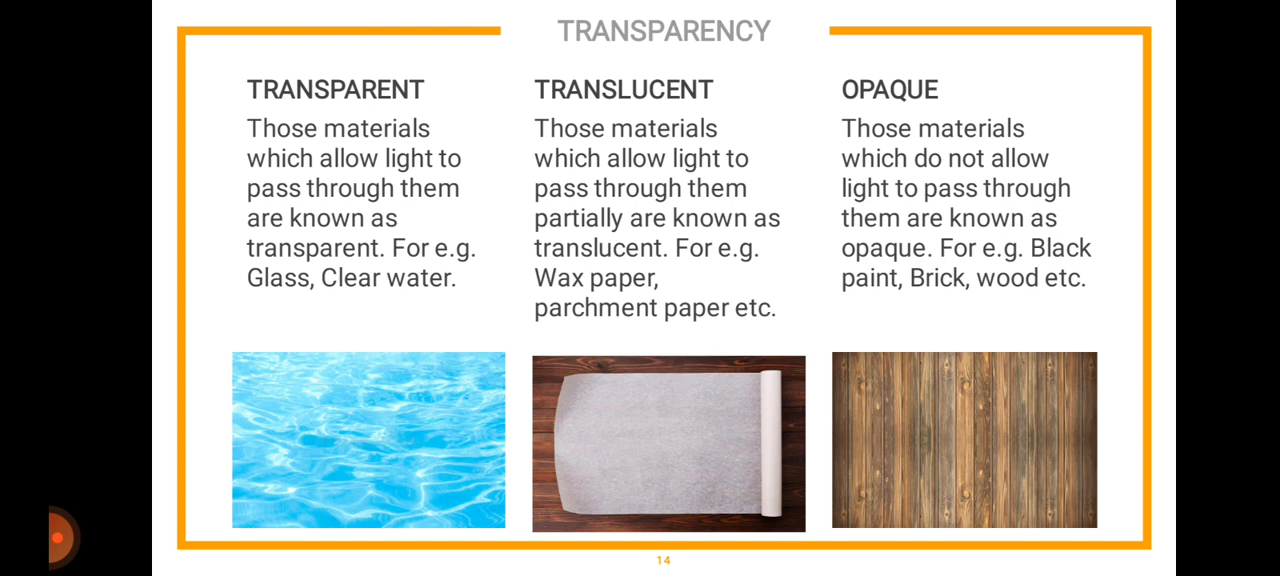 TRANSPARENCY
TRANSPARENT
Those materials
which allow light to
pass through them
are known as
transparent. For e.g.
Glass, Clear water.
TRANSLUCENT
Those materials
which allow light to
pass through them
partially are known as
translucent. For e.g.
Wax paper,
parchment paper etc.
OPAQUE
Those materials
which do not allow
light to pass through
them are known as
opaque. For e.g. Black
paint, Brick, wood etc.
14